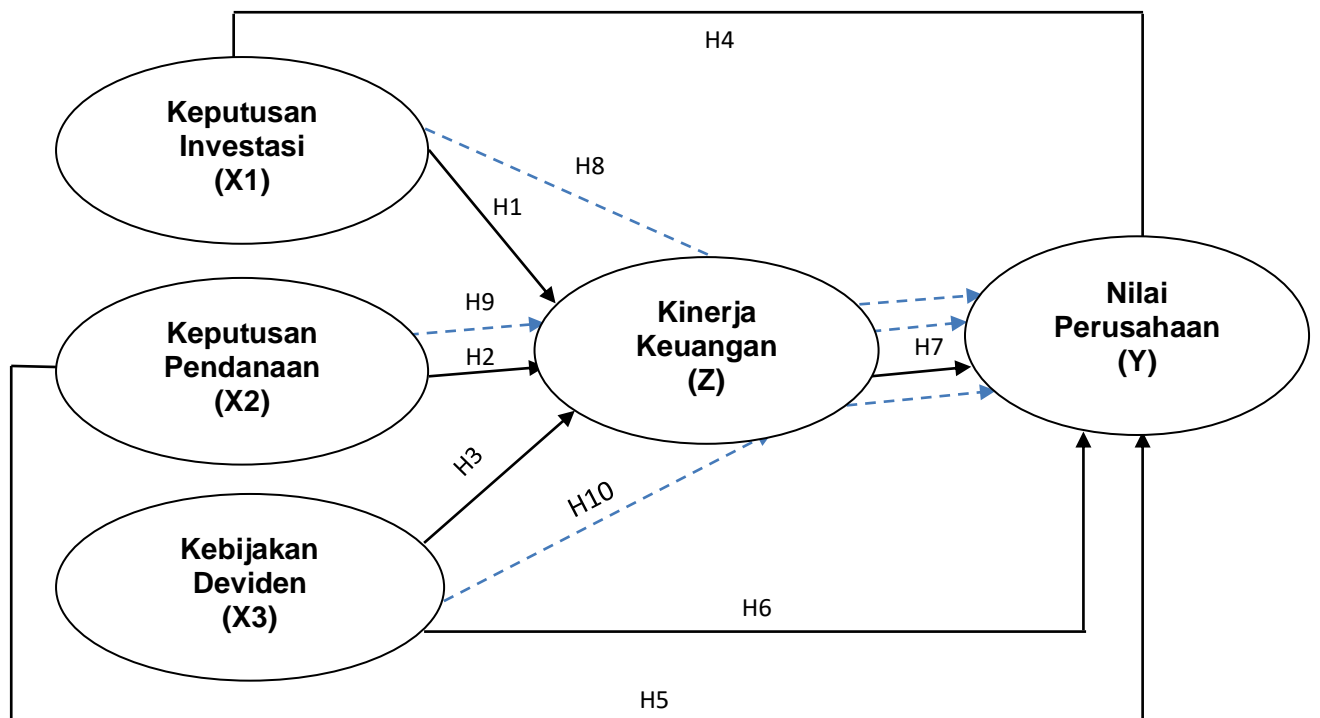 H4
Keputusan
Investasi
(X1)
H8
H1
Keputusan
Pendanaan
(X2)
H9
H2
Kinerja
Keuangan
(Z)
H7
Nilai
Perusahaan
(Y)
H3
H10
Kebijakan
Deviden
(X3)
H6
H5